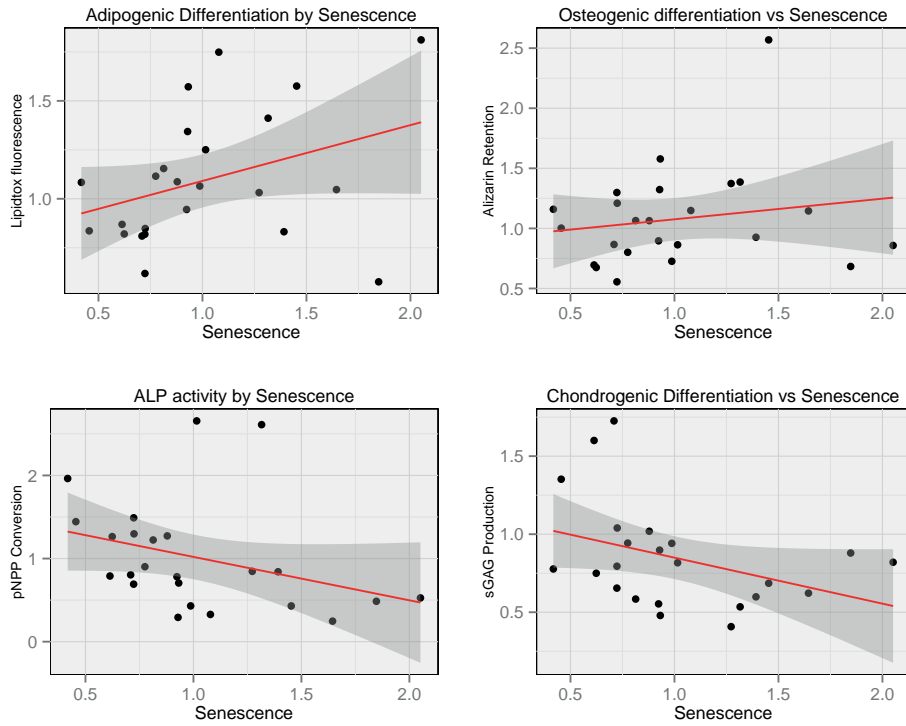 Adipogenic Differentiation by Senescence
Lipidtox fluorescence
1.5
1.0
0.5
1.0
1.5
2.0
Senescence
Osteogenic differentiation vs Senescence
Alizarin Retention
2.5
2.0
1.5
1.0
0.5
0.5
1.0
1.5
2.0
Senescence
ALP activity by Senescence
pNPP Conversion
2
1
0
0.5
1.0
1.5
2.0
Senescence
Chondrogenic Differentiation vs Senescence
sGAG Production
1.5
1.0
0.5
0.5
1.0
1.5
2.0
Senescence